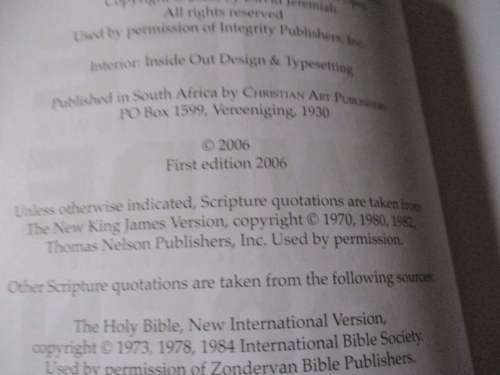 Jeremiah
All rights reserved
Used by permission of Integrity Publishers, Inc.
Interior: Inside Out Design & Typesetting
Published in South Africa by CHRISTIAN ART PUBLISHERS
PO Box 1599, Vereeniging, 1930
© 2006
First edition 2006
Unless otherwise indicated, Scripture quotations are taken from
The New King James Version, copyright © 1970, 1980, 1982,
Thomas Nelson Publishers, Inc. Used by permission.
Other Scripture quotations are taken from the following sources:
The Holy Bible, New International Version,
copyright © 1973, 1978, 1984 International Bible Society.
Used by permission of Zondervan Bible Publishers.